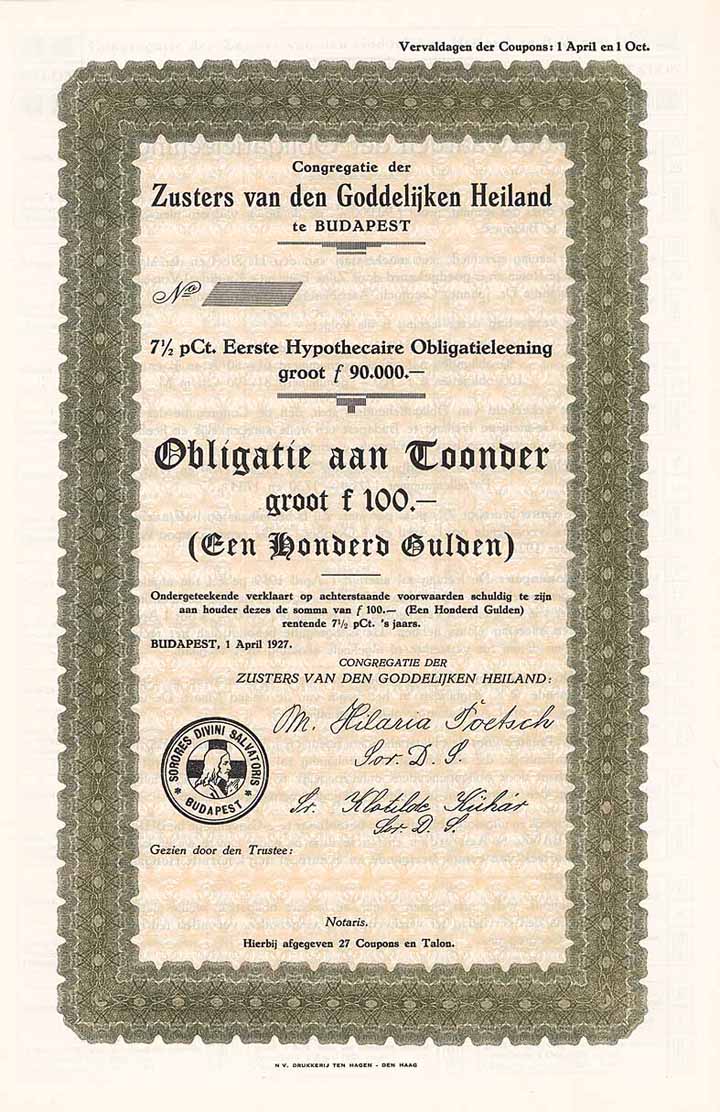 Vervaldagen der Coupons: 1 April en 1 Oct.
Congregatie der
Zusters van den Goddelijken Heiland
te BUDAPEST
No
7½ pCt. Eerste Hypothecaire Obligatieleening
groot ƒ 90.000.—
Obligatie aan Toonder
groot f 100.—
(Een Honderd Gulden)
Ondergeteekende verklaart op achterstaande voorwaarden schuldig te zijn
aan houder dezes de somma van ƒ 100.— (Een Honderd Gulden)
rentende 7½ pCt. 's jaars.
BUDAPEST, 1 April 1927.
CONGREGATIE DER
ZUSTERS VAN DEN GODDELIJKEN HEILAND:
M. Hilaria Foetsch
Sor. D. S.
SORORES DIVINI SALVATORIS
* BUDAPEST *
Sr. Klotilde Kuhár
Sor. D. S.
Gezien door den Trustee:
Notaris.
Hierbij afgegeven 27 Coupons en Talon.
N V. DRUKKERIJ TEN HAGEN - DEN HAAG